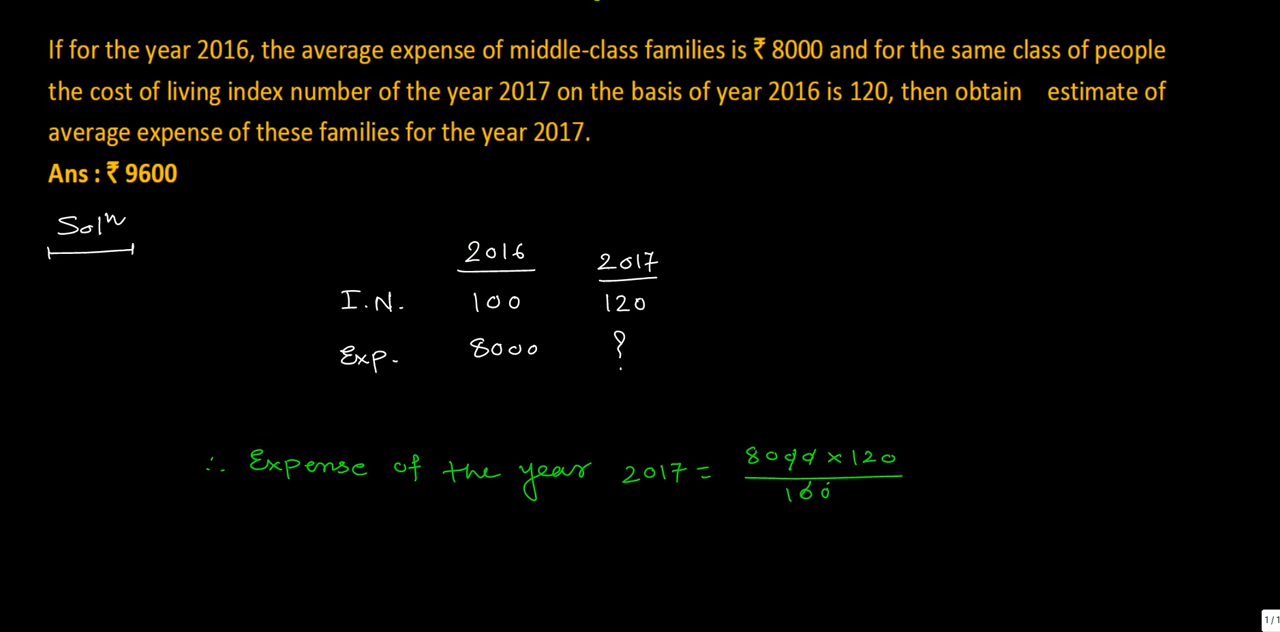 If for the year 2016, the average expense of middle-class families is ₹ 8000 and for the same class of people
the cost of living index number of the year 2017 on the basis of year 2016 is 120, then obtain estimate of
average expense of these families for the year 2017.
Ans : ₹ 9600
Solⁿ
2016 2017
I.N. 100 120
Exp. 8000 ?
∴ Expense of the year 2017 = 8000 × 120
100
1/1